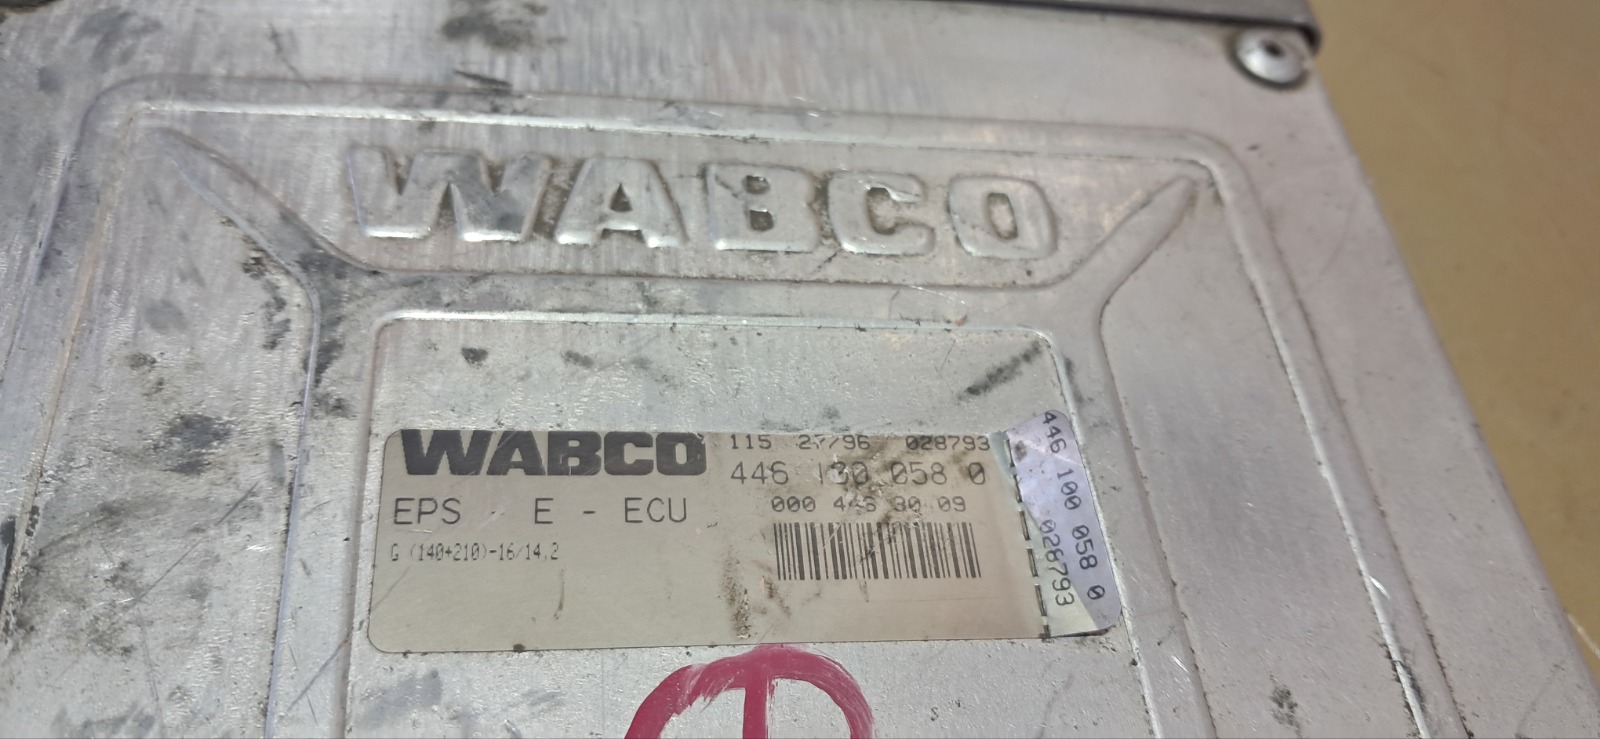 WABCO
WABCO 115 27/96 028793
446 130 058 0
EPS - E - ECU 000 446 30 09
G (140+210)-16/14.2
446 100 058 0
028793